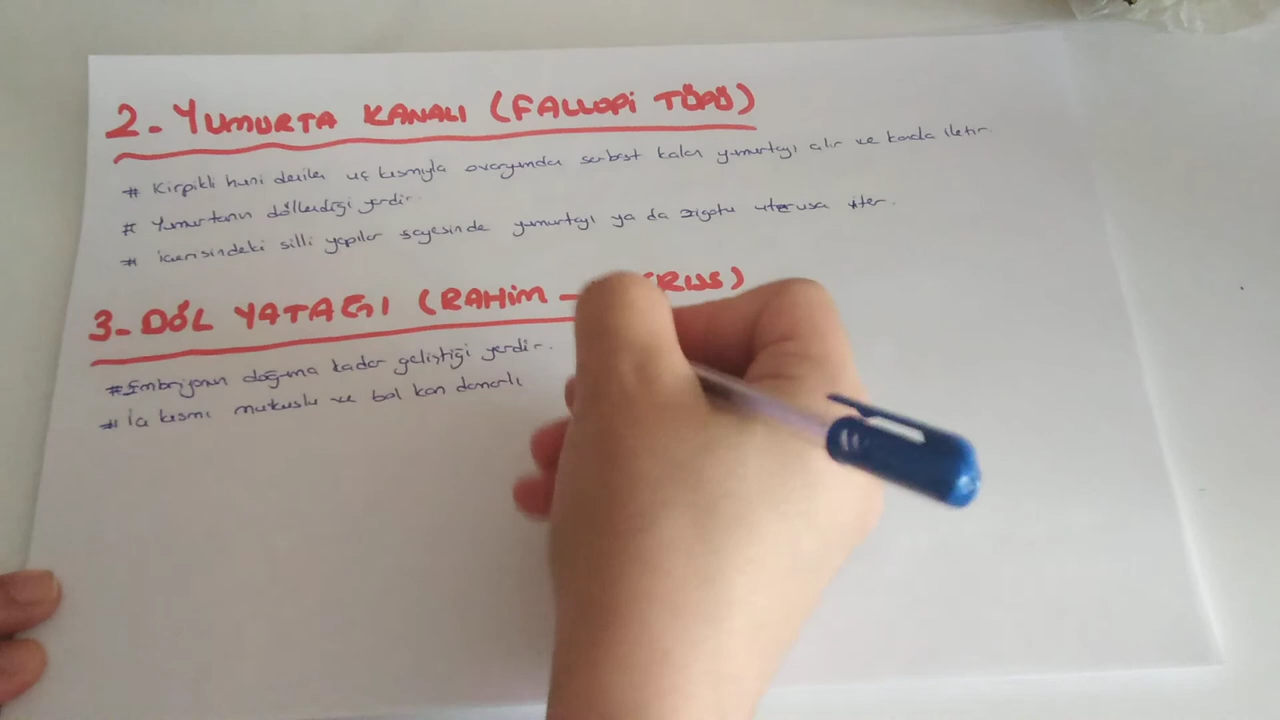 2- YUMURTA KANALI (FALLOPİ TÜPÜ)
# Kirpikli huni denilen uç kısmıyla ovaryumdan serbest kalan yumurtayı alır ve kanala iletir.
# Yumurtanın döllendiği yerdir.
# içerisindeki silli yapılar sayesinde yumurtayı ya da zigotu uterusa iter.
3- DÖL YATAĞI (RAHİM -
# Embriyonun doğuma kadar geliştiği yerdir.
# İç kısmı mukuslu ve bol kan damarlı